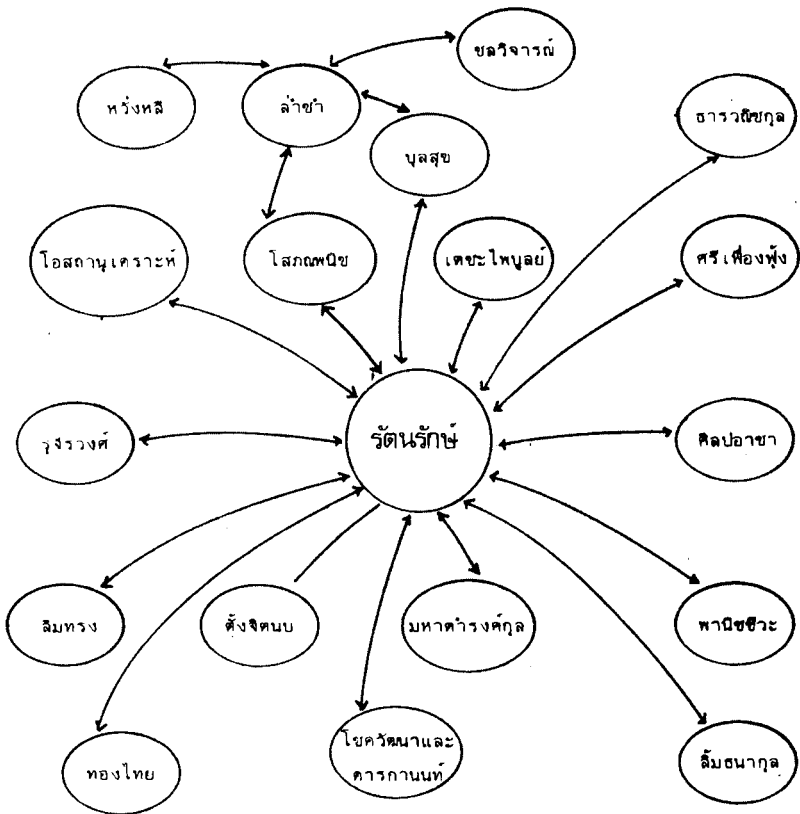 ชลวิจารณ์
หวั่งหลี
ล่ำซำ
ธารวณิชกุล
บูลสุข
โอสถานุเคราะห์
โสภณพนิช
เตชะไพบูลย์
ศรีเฟื่องฟุ้ง
รัตนรักษ์
รุจิรวงศ์
ศิลปอาชา
ลิมทรง
ตั้งจิตนบ
มหาดำรงค์กุล
พานิชชีวะ
โชควัฒนาและ
ดารกานนท์
ทองไทย
ลิ้มธนากุล